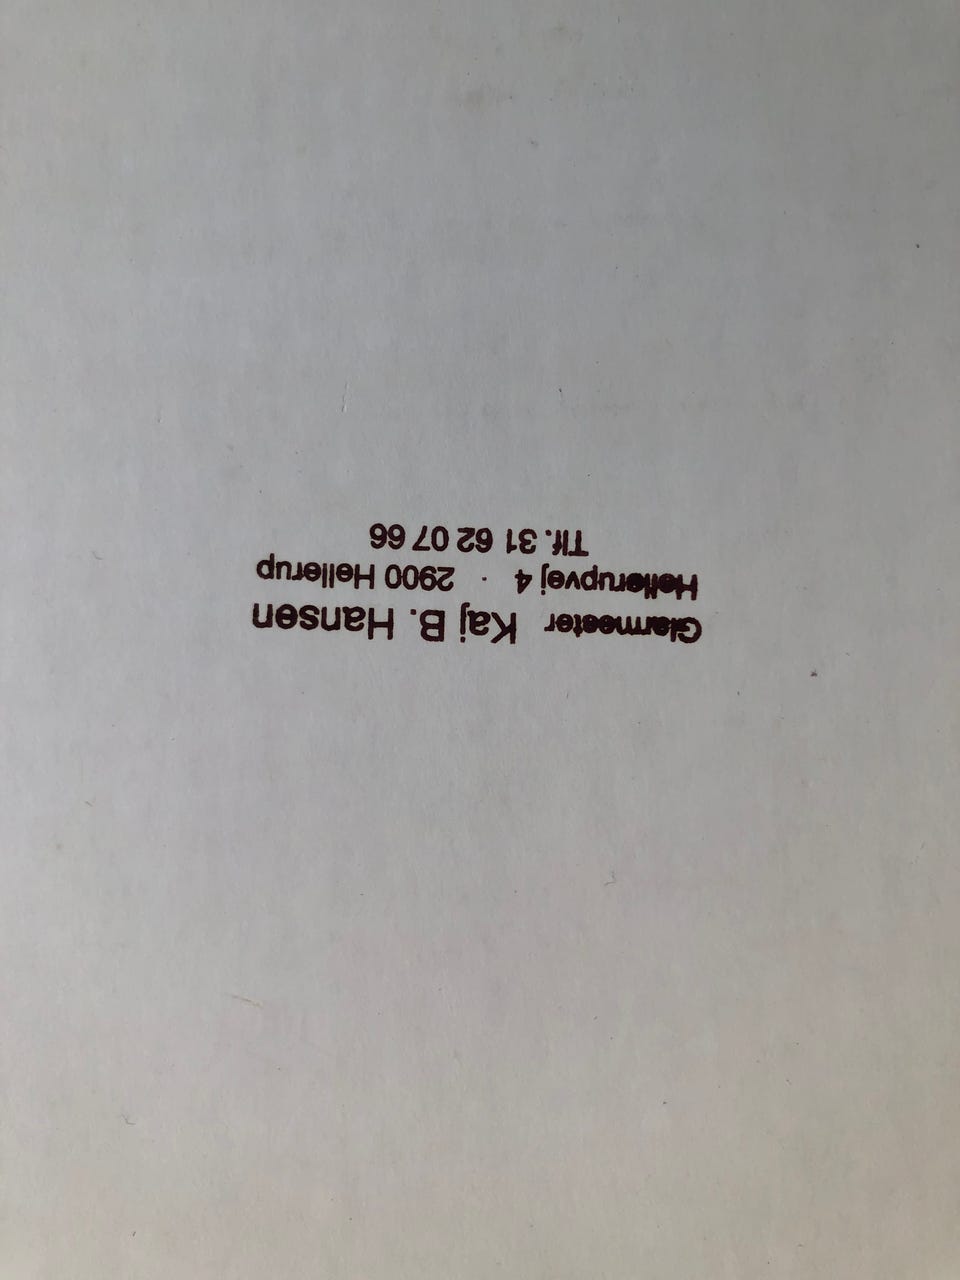 Glarmester Kaj B. Hansen
Hellerupvej 4 · 2900 Hellerup
Tlf. 31 62 07 66